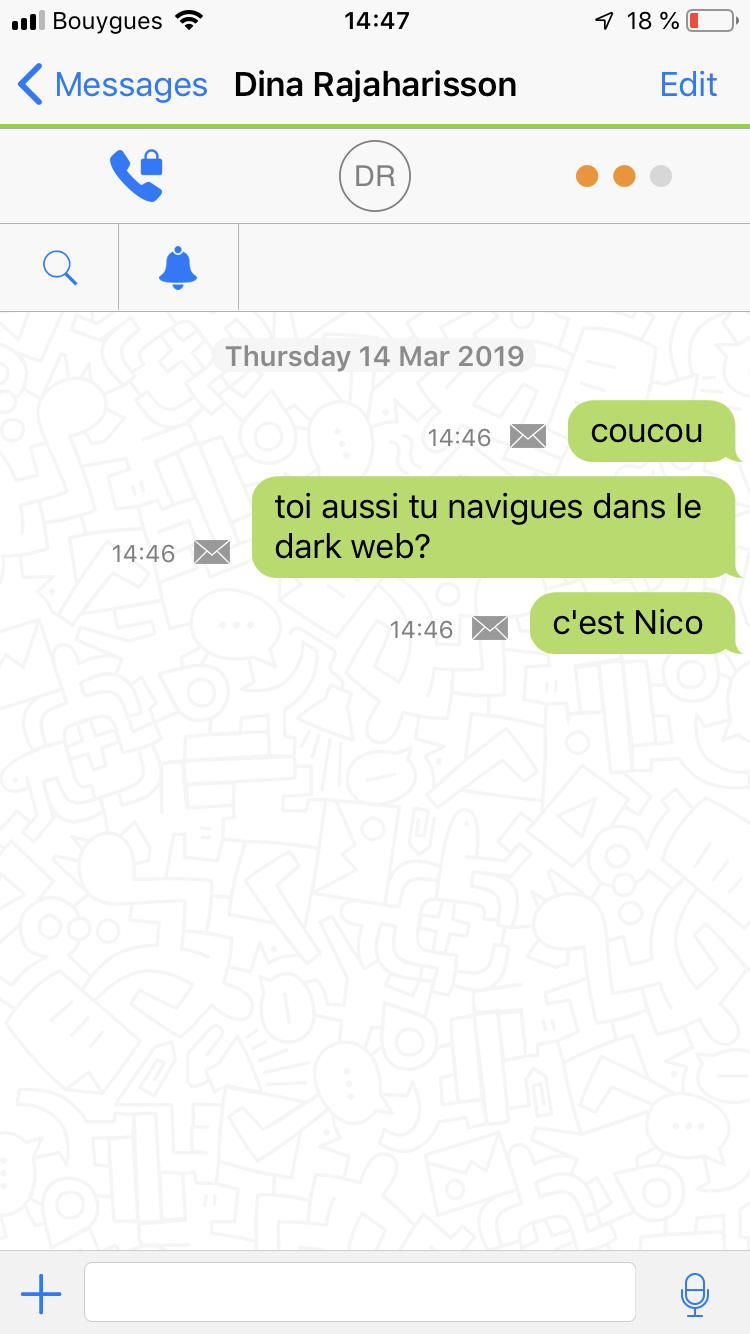 Bouygues 14:47 18 %
Messages Dina Rajaharisson Edit
DR
Thursday 14 Mar 2019
14:46 coucou
toi aussi tu navigues dans le
14:46 dark web?
14:46 c'est Nico